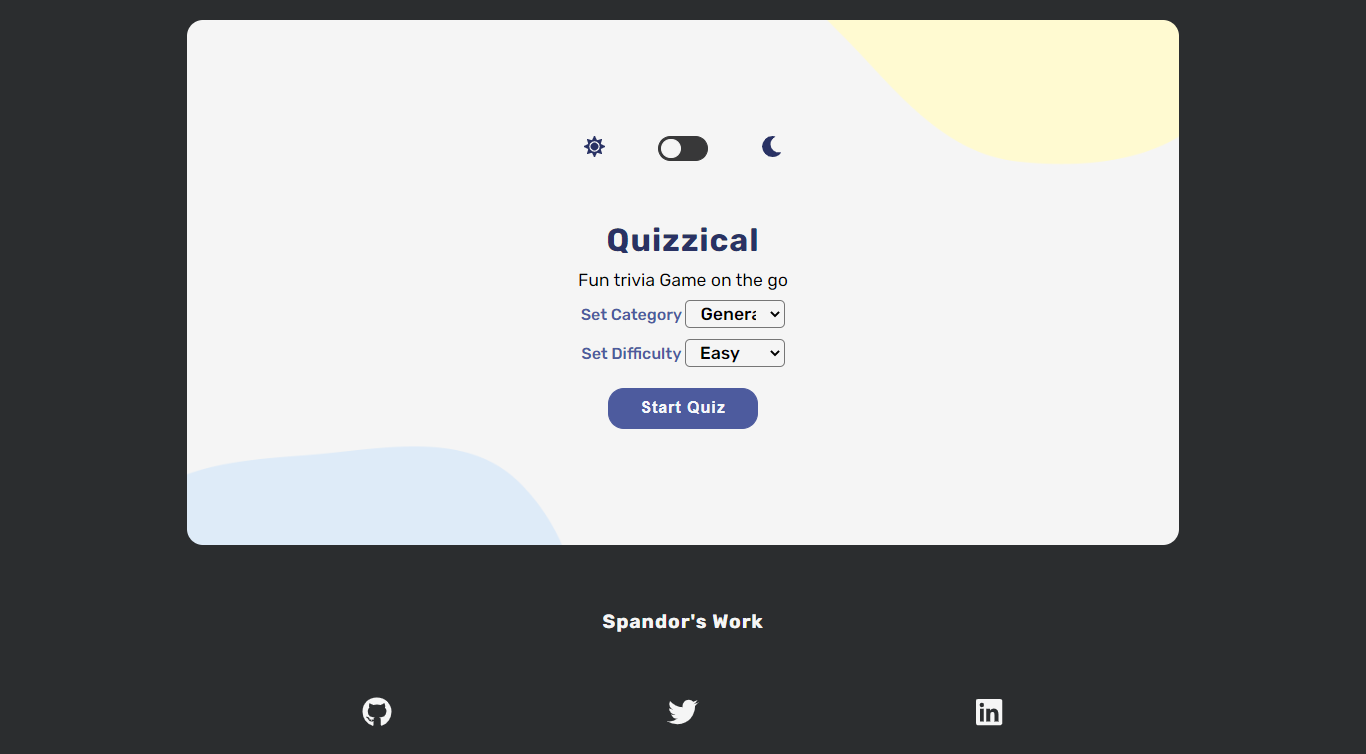 Quizzical
Fun trivia Game on the go
Set Category Genera
Set Difficulty Easy
Start Quiz
Spandor's Work